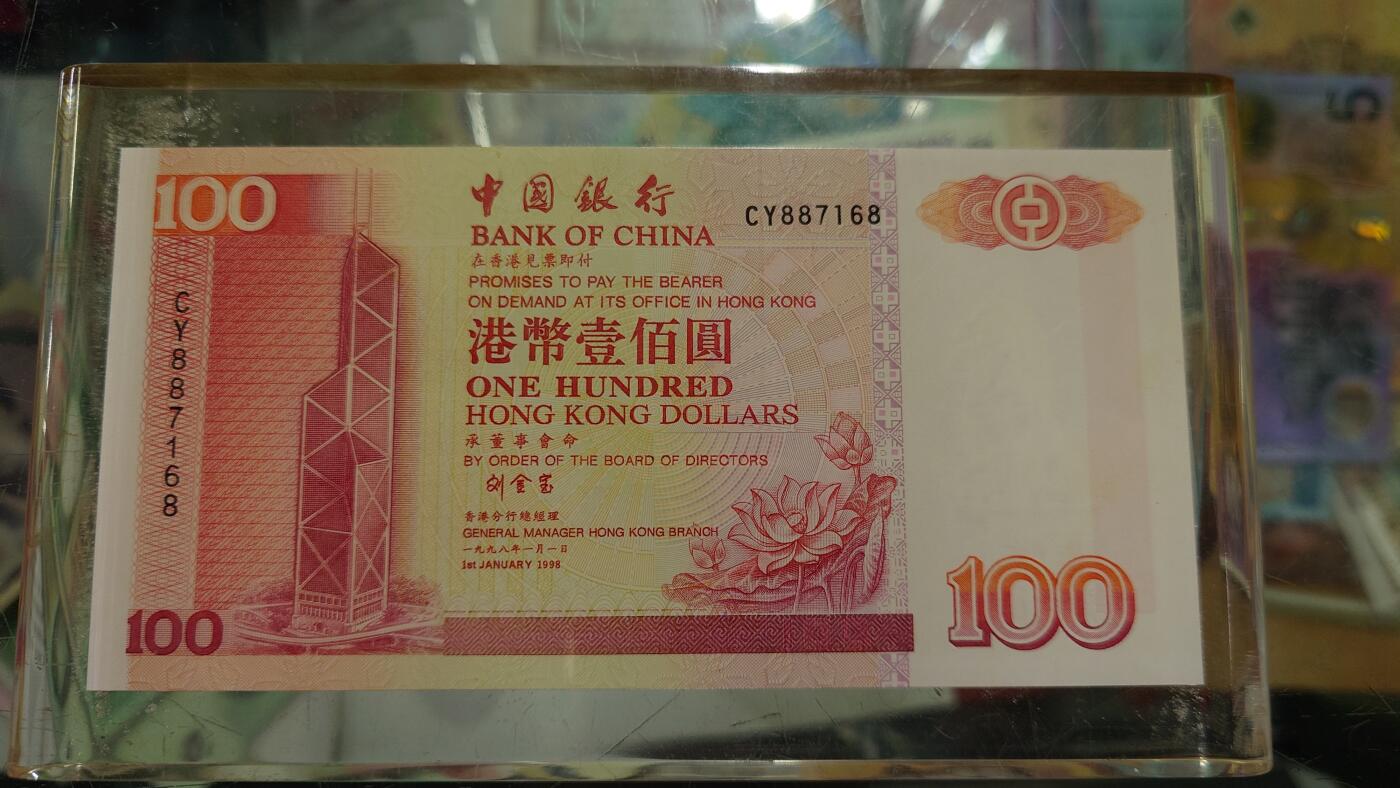 100
中國銀行
CY887168
BANK OF CHINA
在香港見票即付
PROMISES TO PAY THE BEARER
ON DEMAND AT ITS OFFICE IN HONG KONG
CY887168
港幣壹佰圓
ONE HUNDRED
HONG KONG DOLLARS
承董事會命
BY ORDER OF THE BOARD OF DIRECTORS
刘金宝
香港分行總經理
GENERAL MANAGER HONG KONG BRANCH
一九九八年一月一日
1st JANUARY 1998
100
100
5